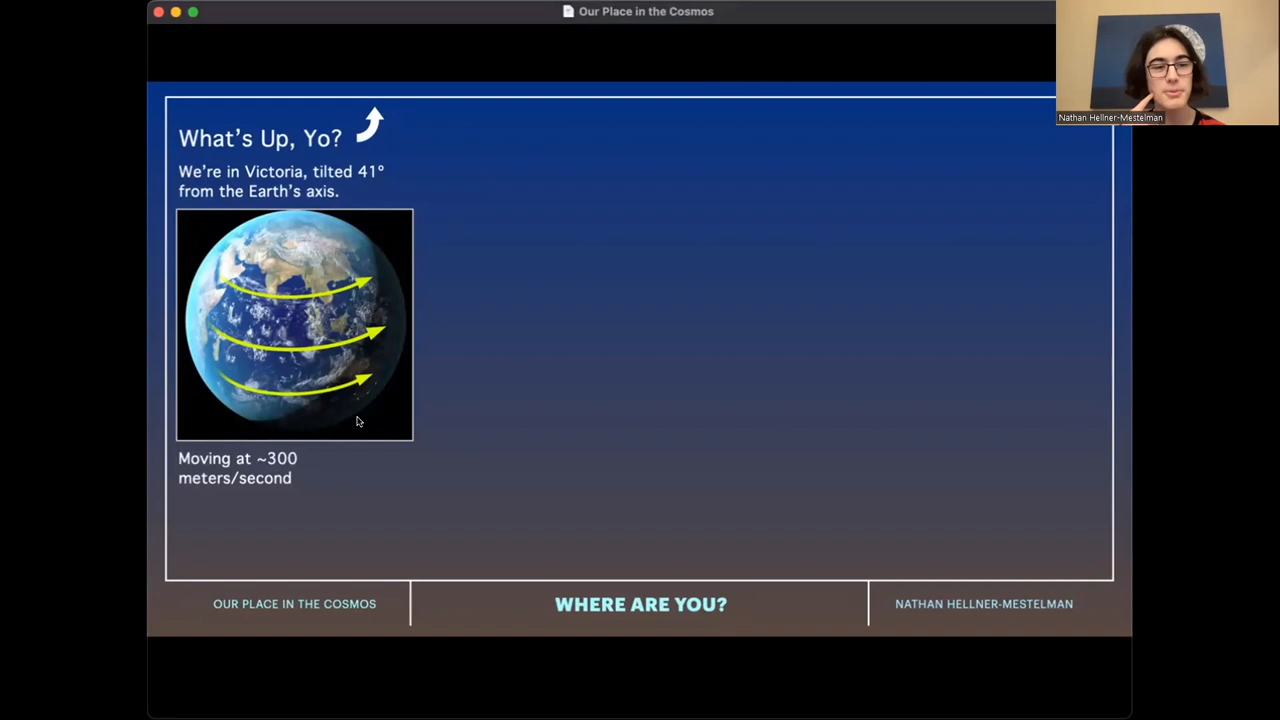 Our Place in the Cosmos
Nathan Hellner-Mestelman
What's Up, Yo?
We're in Victoria, tilted 41°
from the Earth's axis.
Moving at ~300
meters/second
OUR PLACE IN THE COSMOS
WHERE ARE YOU?
NATHAN HELLNER-MESTELMAN